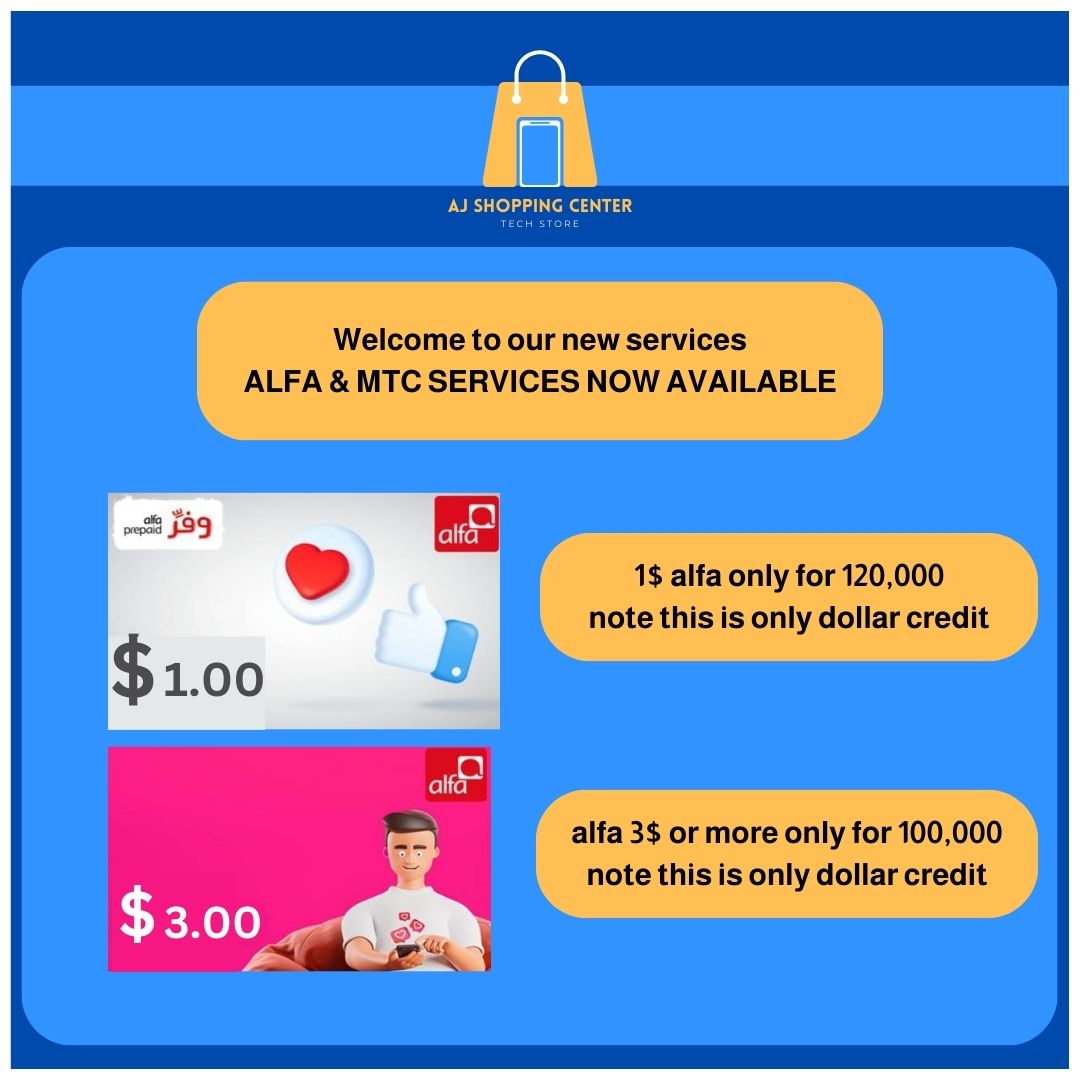 AJ SHOPPING CENTER
TECH STORE
Welcome to our new services
ALFA & MTC SERVICES NOW AVAILABLE
alfa
prepaid
وفّر
alfa
$ 1.00
1$ alfa only for 120,000
note this is only dollar credit
alfa
$ 3.00
alfa 3$ or more only for 100,000
note this is only dollar credit